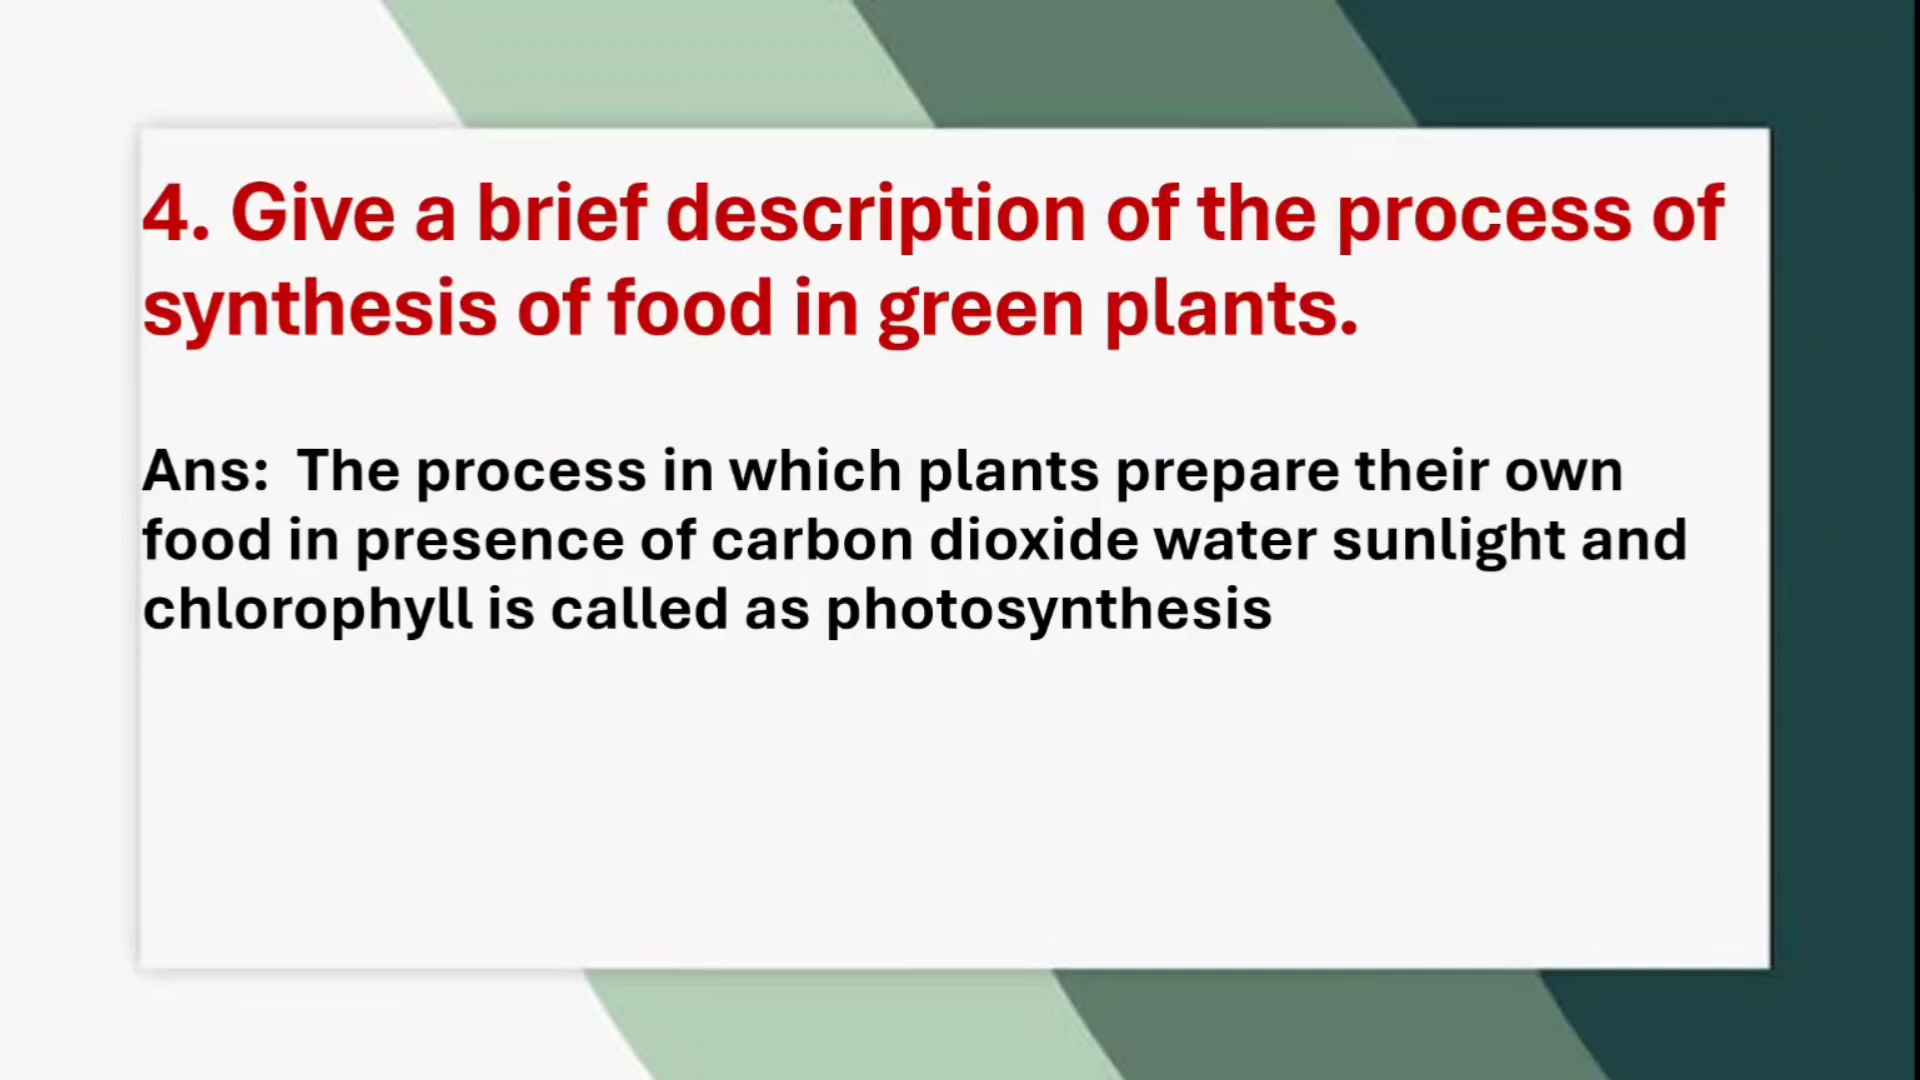 4. Give a brief description of the process of
synthesis of food in green plants.
Ans:  The process in which plants prepare their own
food in presence of carbon dioxide water sunlight and
chlorophyll is called as photosynthesis